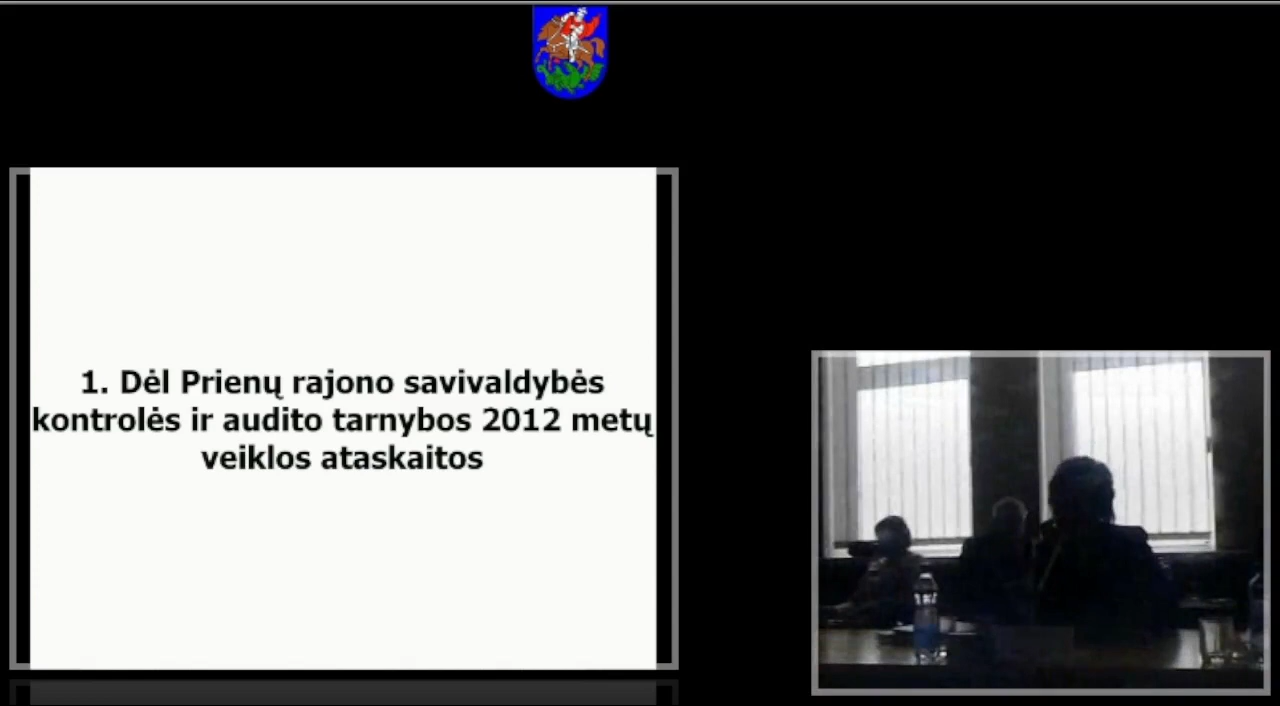 1. Dėl Prienų rajono savivaldybės
kontrolės ir audito tarnybos 2012 metų
veiklos ataskaitos